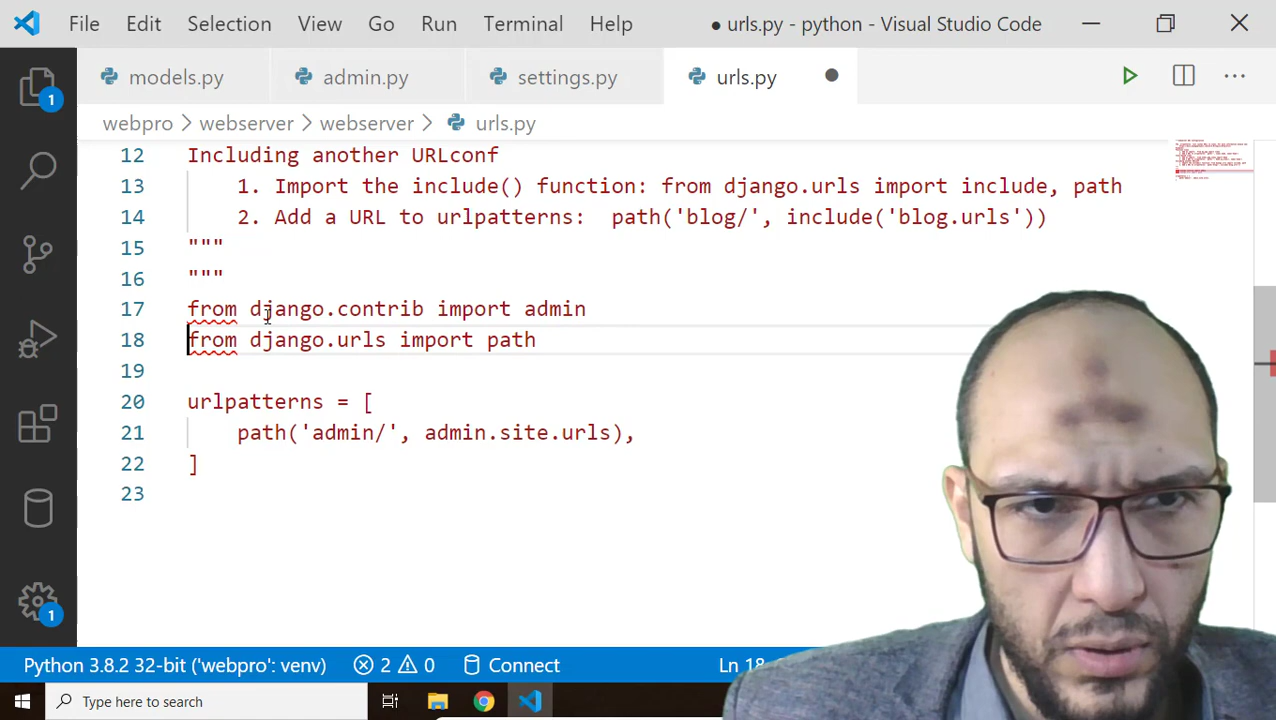 File Edit Selection View Go Run Terminal Help ● urls.py - python - Visual Studio Code
models.py admin.py settings.py urls.py
webpro > webserver > webserver > urls.py
12 Including another URLconf
13 1. Import the include() function: from django.urls import include, path
14 2. Add a URL to urlpatterns:  path('blog/', include('blog.urls'))
15 """
16 """
17 from django.contrib import admin
18 from django.urls import path
19
20 urlpatterns = [
21 path('admin/', admin.site.urls),
22 ]
23
1
1
Python 3.8.2 32-bit ('webpro': venv) 2 0 Connect Ln 18
Type here to search